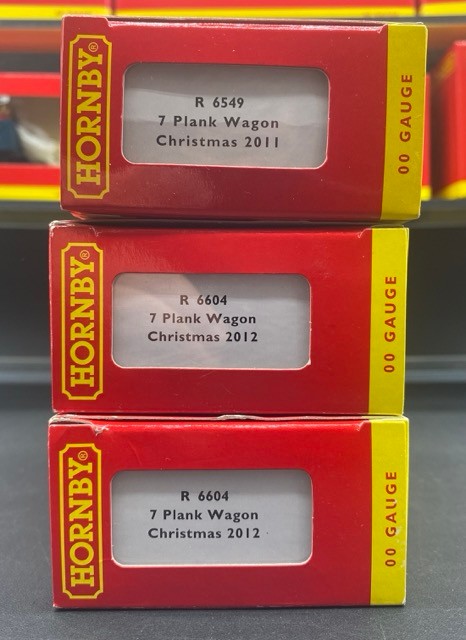 HORNBY®
R 6549
7 Plank Wagon
Christmas 2011
00 GAUGE
HORNBY®
R 6604
7 Plank Wagon
Christmas 2012
00 GAUGE
HORNBY®
R 6604
7 Plank Wagon
Christmas 2012
00 GAUGE